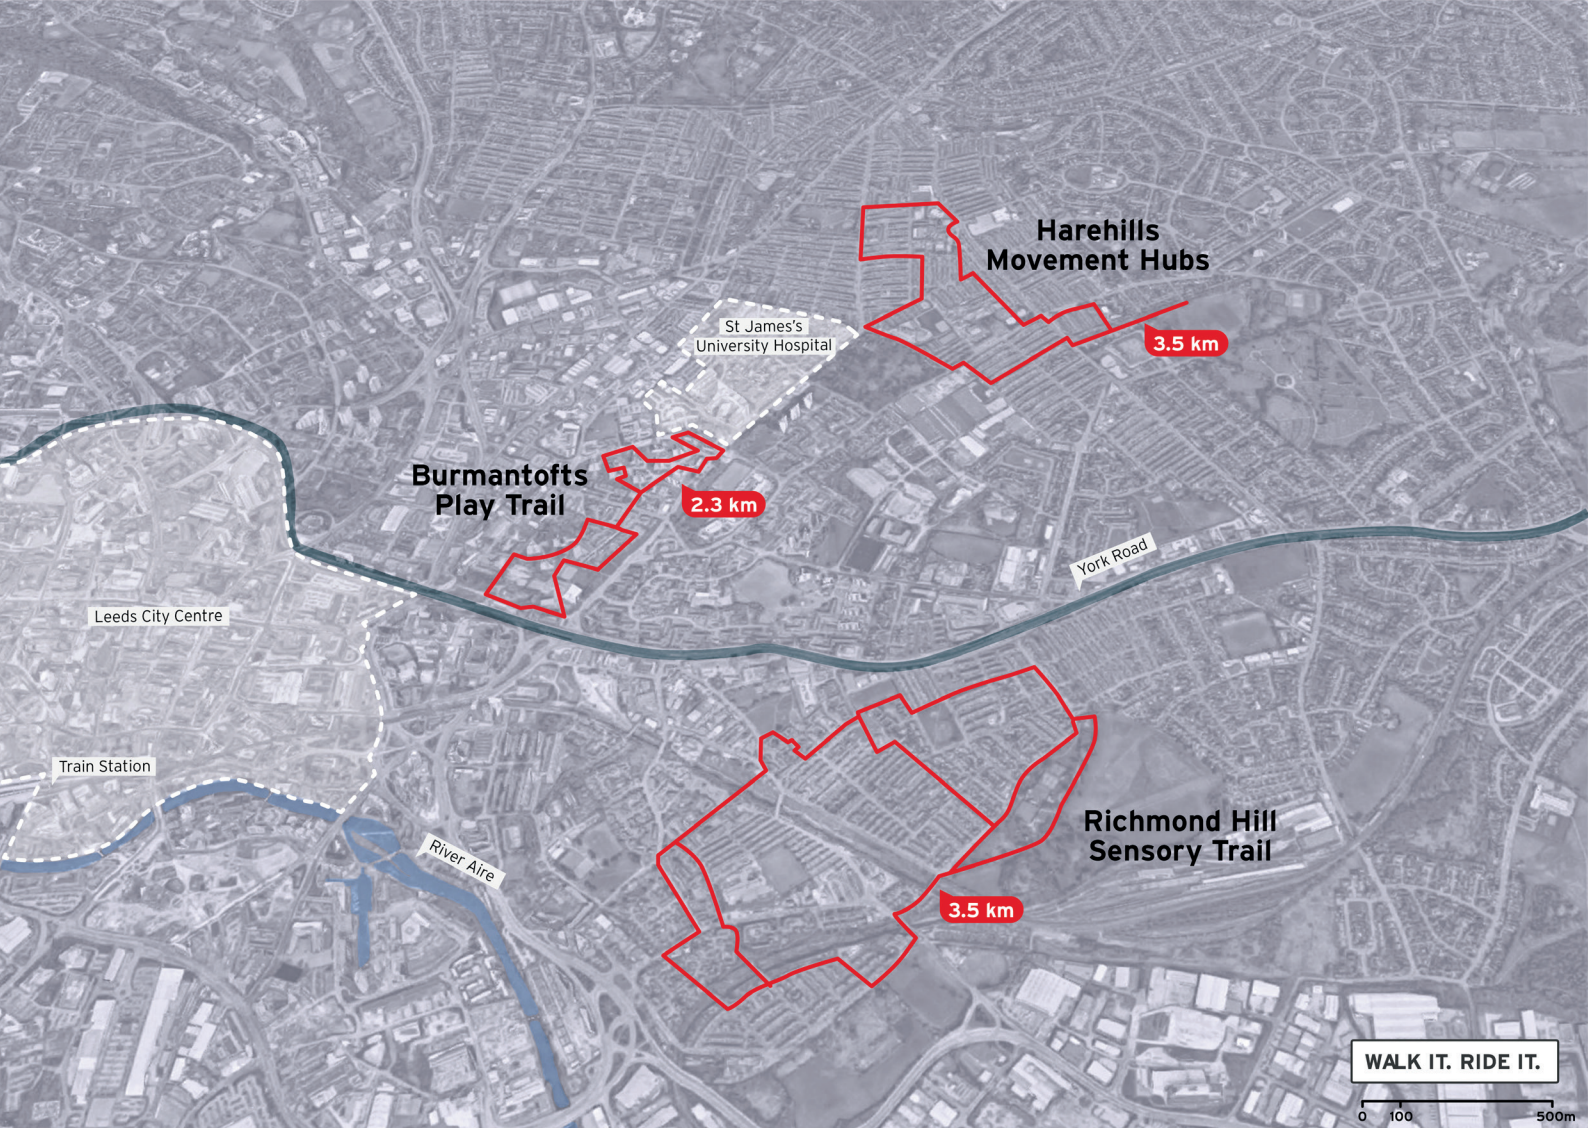 Harehills
Movement Hubs
3.5 km
St James's
University Hospital
Burmantofts
Play Trail
2.3 km
York Road
Leeds City Centre
Train Station
River Aire
Richmond Hill
Sensory Trail
3.5 km
WALK IT. RIDE IT.
0 100 500m